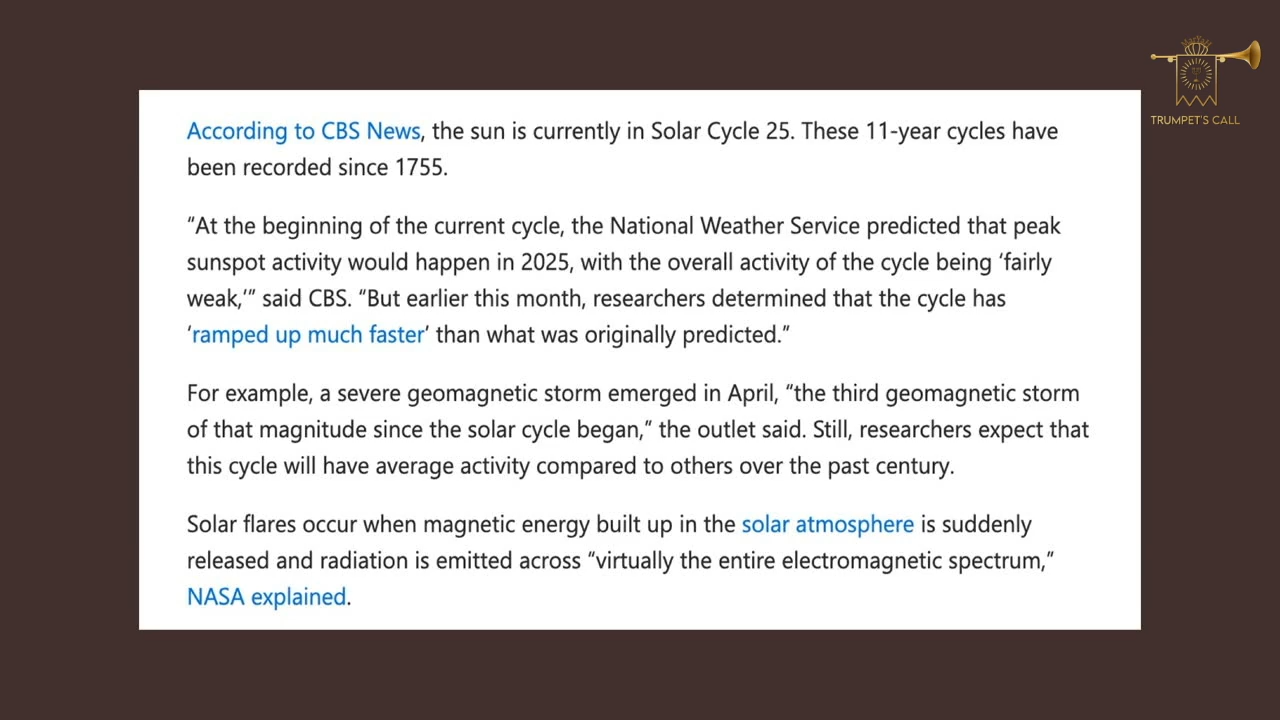 According to CBS News, the sun is currently in Solar Cycle 25. These 11-year cycles have
been recorded since 1755.
“At the beginning of the current cycle, the National Weather Service predicted that peak
sunspot activity would happen in 2025, with the overall activity of the cycle being ‘fairly
weak,’” said CBS. “But earlier this month, researchers determined that the cycle has
‘ramped up much faster’ than what was originally predicted.”
For example, a severe geomagnetic storm emerged in April, “the third geomagnetic storm
of that magnitude since the solar cycle began,” the outlet said. Still, researchers expect that
this cycle will have average activity compared to others over the past century.
Solar flares occur when magnetic energy built up in the solar atmosphere is suddenly
released and radiation is emitted across “virtually the entire electromagnetic spectrum,”
NASA explained.
TRUMPET'S CALL